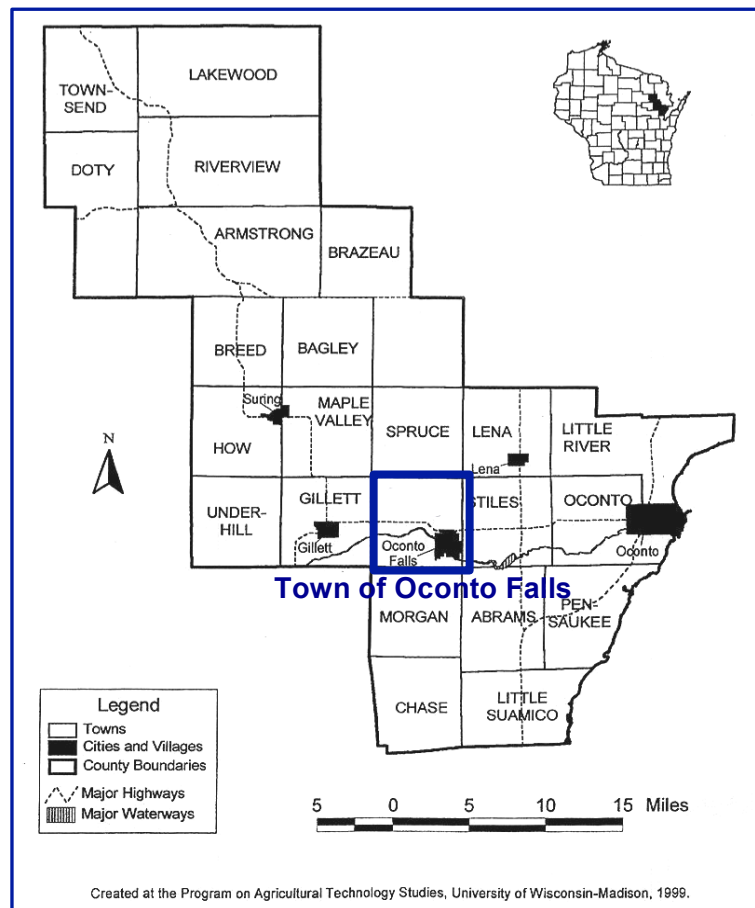 LAKEWOOD
TOWN-
SEND
DOTY
RIVERVIEW
ARMSTRONG
BRAZEAU
BREED
BAGLEY
Suring
MAPLE
VALLEY
HOW
SPRUCE
LENA
Lena
LITTLE
RIVER
N
UNDER-
HILL
GILLETT
Gillett
Oconto
Falls
STILES
OCONTO
Oconto
Town of Oconto Falls
MORGAN
ABRAMS
PEN-
SAUKEE
CHASE
LITTLE
SUAMICO
Legend
Towns
Cities and Villages
County Boundaries
Major Highways
Major Waterways
5 0 5 10 15 Miles
Created at the Program on Agricultural Technology Studies, University of Wisconsin-Madison, 1999.